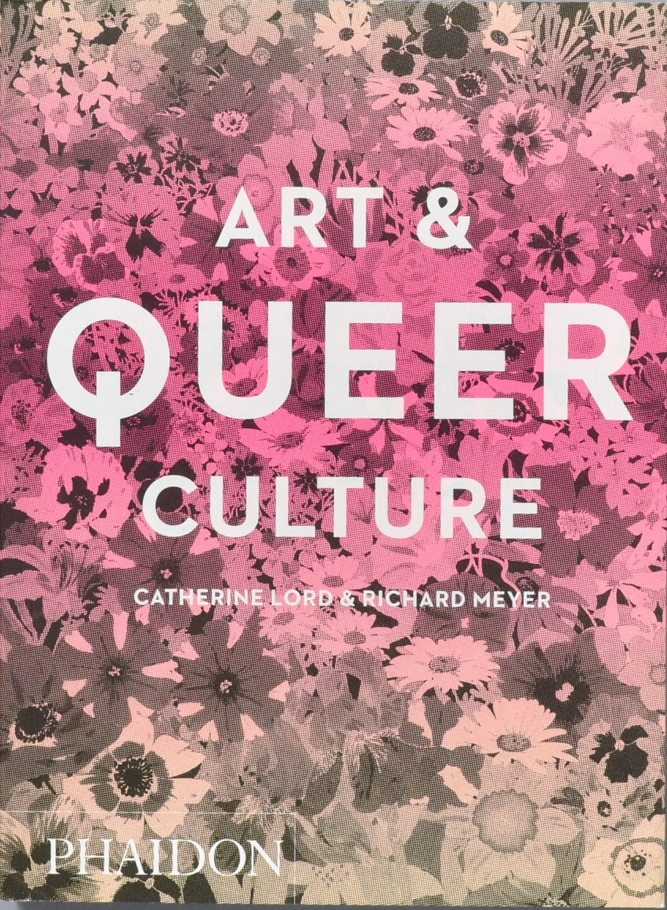 ART &
QUEER
CULTURE
CATHERINE LORD & RICHARD MEYER
PHAIDON